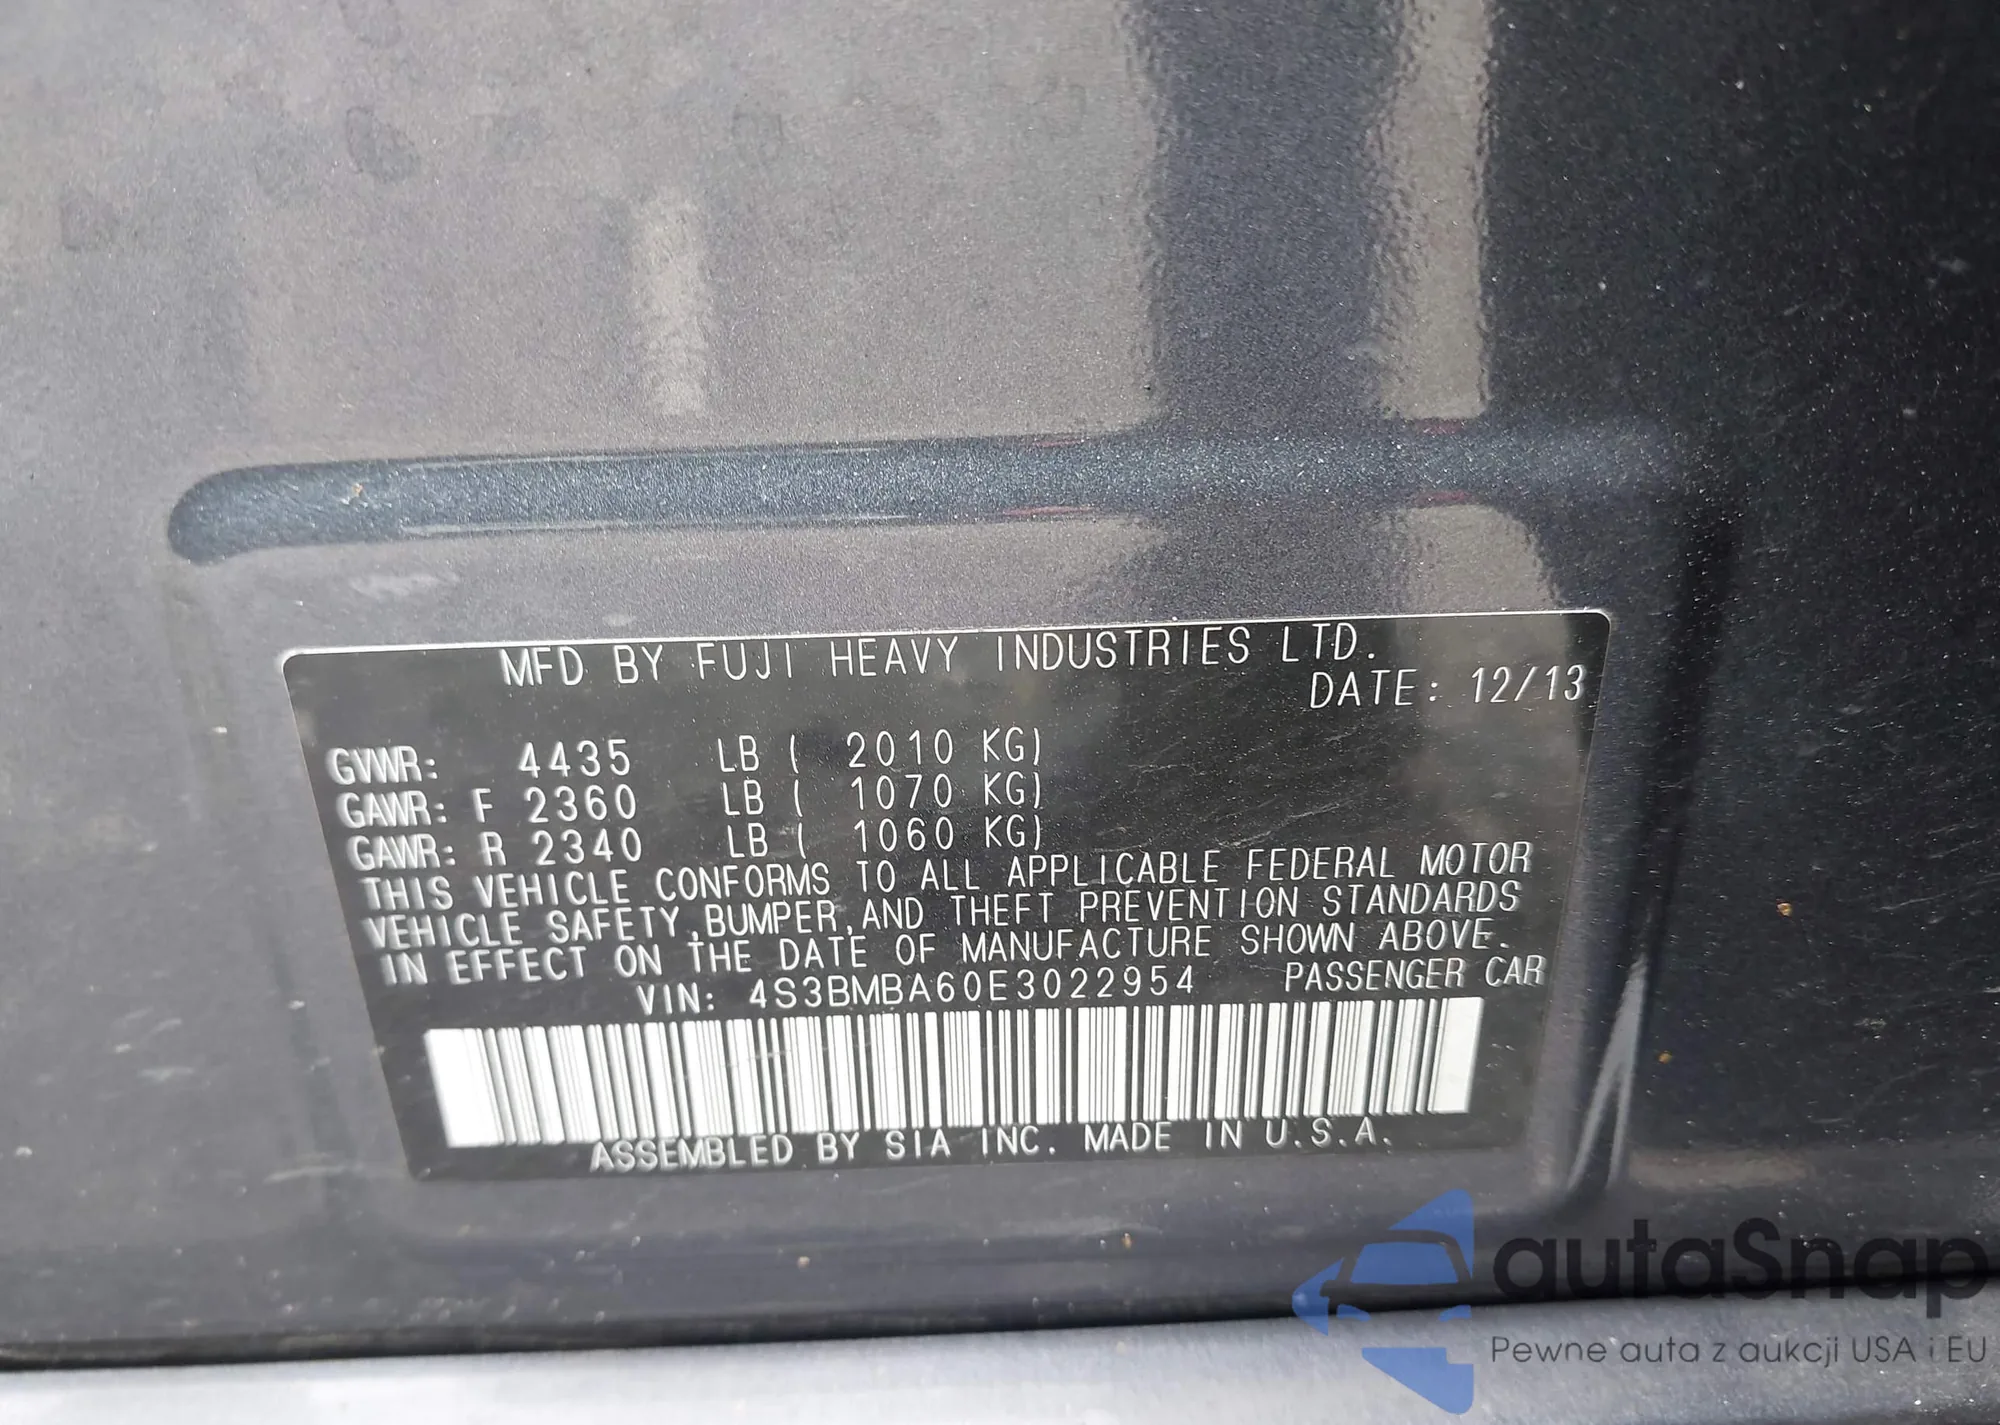 MFD BY FUJI HEAVY INDUSTRIES LTD.
DATE: 12/13
GVWR: 4435 LB ( 2010 KG)
GAWR: F 2360 LB ( 1070 KG)
GAWR: R 2340 LB ( 1060 KG)
THIS VEHICLE CONFORMS TO ALL APPLICABLE FEDERAL MOTOR
VEHICLE SAFETY,BUMPER,AND THEFT PREVENTION STANDARDS
IN EFFECT ON THE DATE OF MANUFACTURE SHOWN ABOVE.
VIN: 4S3BMBA60E3022954 PASSENGER CAR
ASSEMBLED BY SIA INC. MADE IN U.S.A.
autaSnap
Pewne auta z aukcji USA i EU